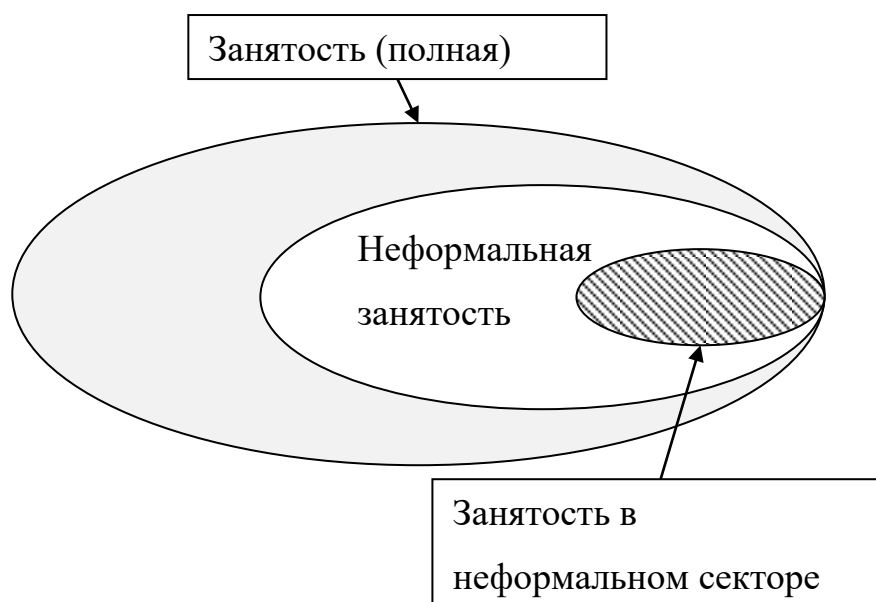 Занятость (полная)
Неформальная
занятость
Занятость в
неформальном секторе